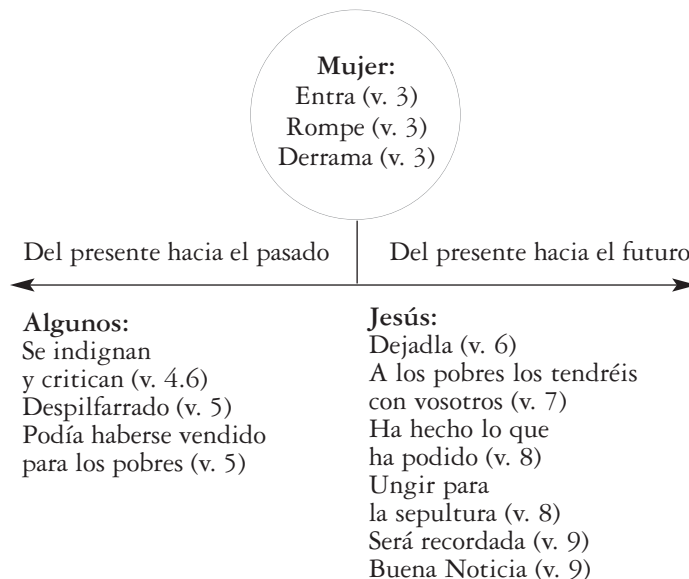 Mujer:
Entra (v. 3)
Rompe (v. 3)
Derrama (v. 3)
Del presente hacia el pasado
Del presente hacia el futuro
Algunos:
Se indignan
y critican (v. 4.6)
Despilfarrado (v. 5)
Podía haberse vendido
para los pobres (v. 5)
Jesús:
Dejadla (v. 6)
A los pobres los tendréis
con vosotros (v. 7)
Ha hecho lo que
ha podido (v. 8)
Ungir para
la sepultura (v. 8)
Será recordada (v. 9)
Buena Noticia (v. 9)